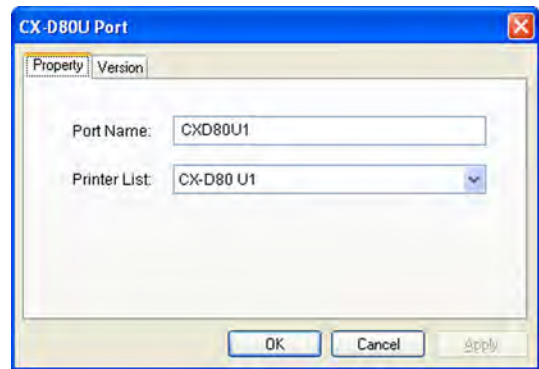 CX-D80U Port
Property Version
Port Name: CXD80U1
Printer List: CX-D80 U1
OK Cancel Apply